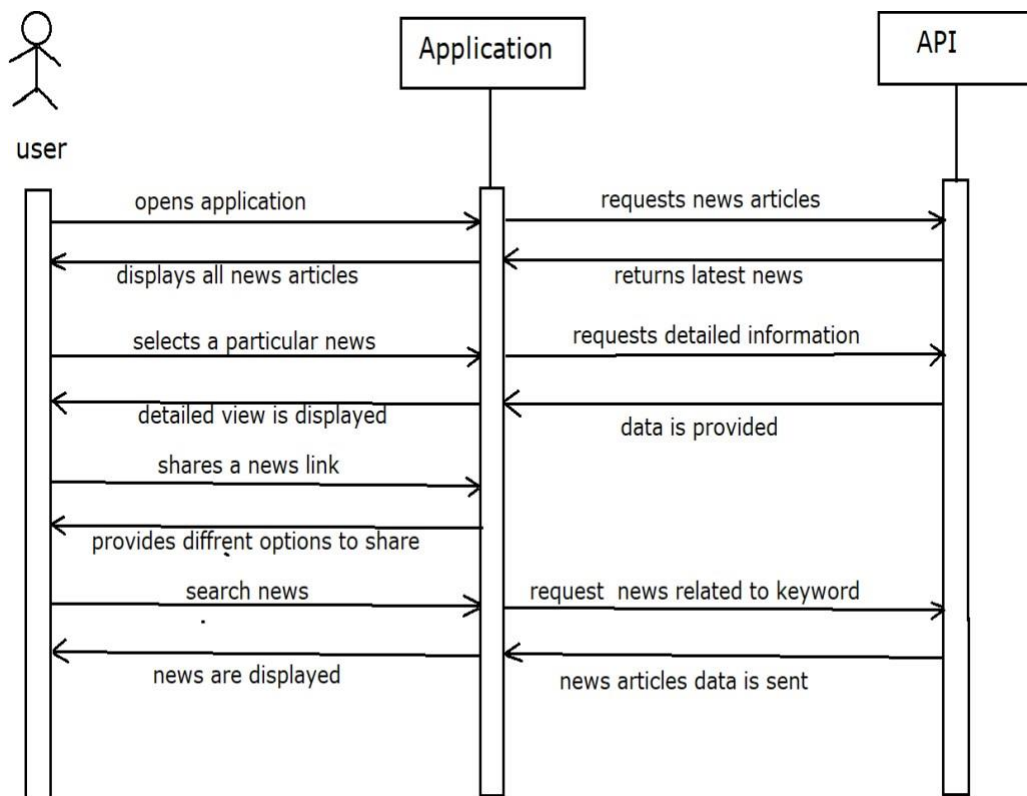 Application
API
user
opens application
requests news articles
displays all news articles
returns latest news
selects a particular news
requests detailed information
detailed view is displayed
data is provided
shares a news link
provides diffrent options to share
search news
request news related to keyword
news are displayed
news articles data is sent